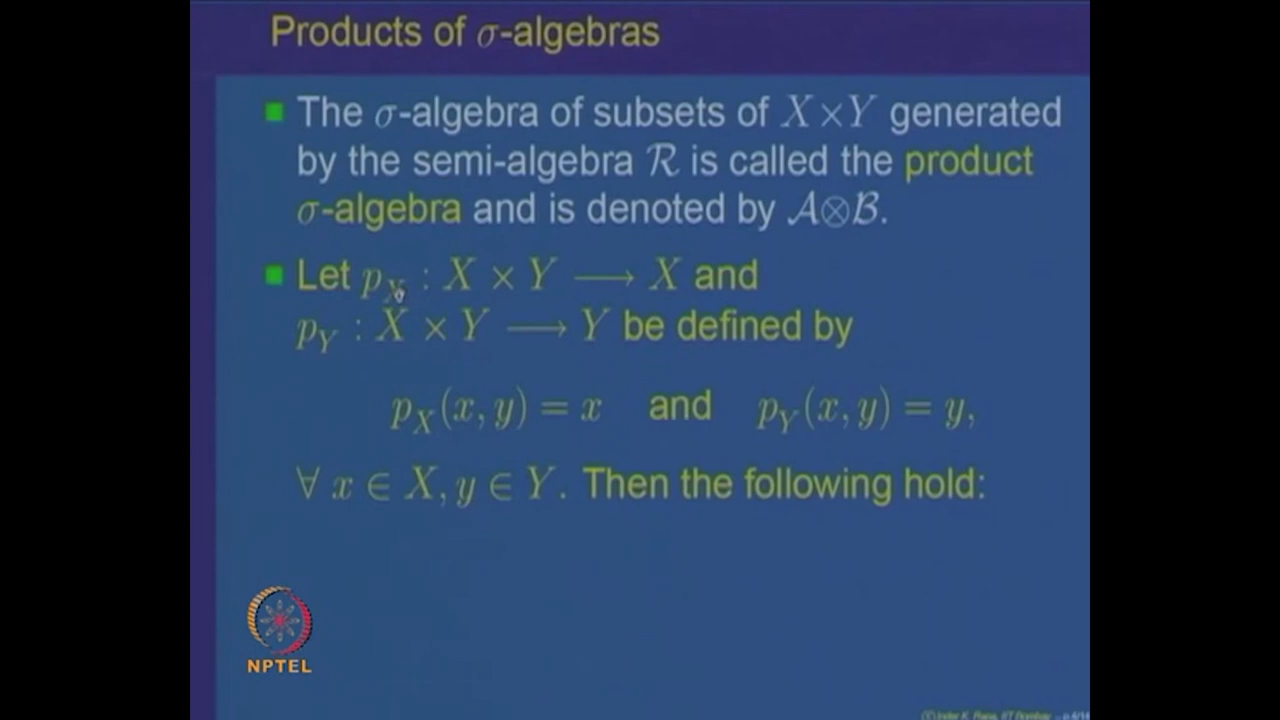 Products of σ-algebras
The σ-algebra of subsets of X×Y generated
by the semi-algebra ℛ is called the product
σ-algebra and is denoted by 𝒜⊗ℬ.
Let p_X : X × Y ⟶ X and
p_Y : X × Y ⟶ Y be defined by
p_X(x, y) = x and p_Y(x, y) = y,
∀ x ∈ X, y ∈ Y. Then the following hold:
NPTEL